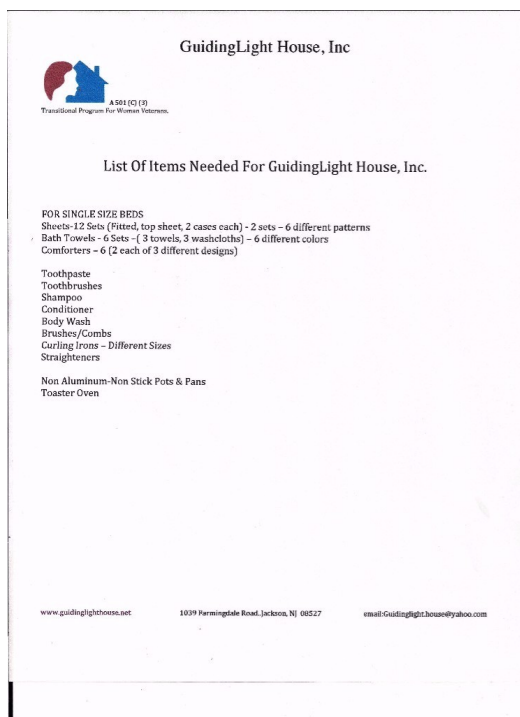 GuidingLight House, Inc
A 501 (C) (3)
Transitional Program For Woman Veterans.
List Of Items Needed For GuidingLight House, Inc.
FOR SINGLE SIZE BEDS
Sheets-12 Sets (Fitted, top sheet, 2 cases each) - 2 sets – 6 different patterns
Bath Towels - 6 Sets –( 3 towels, 3 washcloths) – 6 different colors
Comforters – 6 (2 each of 3 different designs)
Toothpaste
Toothbrushes
Shampoo
Conditioner
Body Wash
Brushes/Combs
Curling Irons – Different Sizes
Straighteners
Non Aluminum-Non Stick Pots & Pans
Toaster Oven
www.guidinglighthouse.net 1039 Farmingdale Road. Jackson, NJ 08527 email:Guidinglight.house@yahoo.com